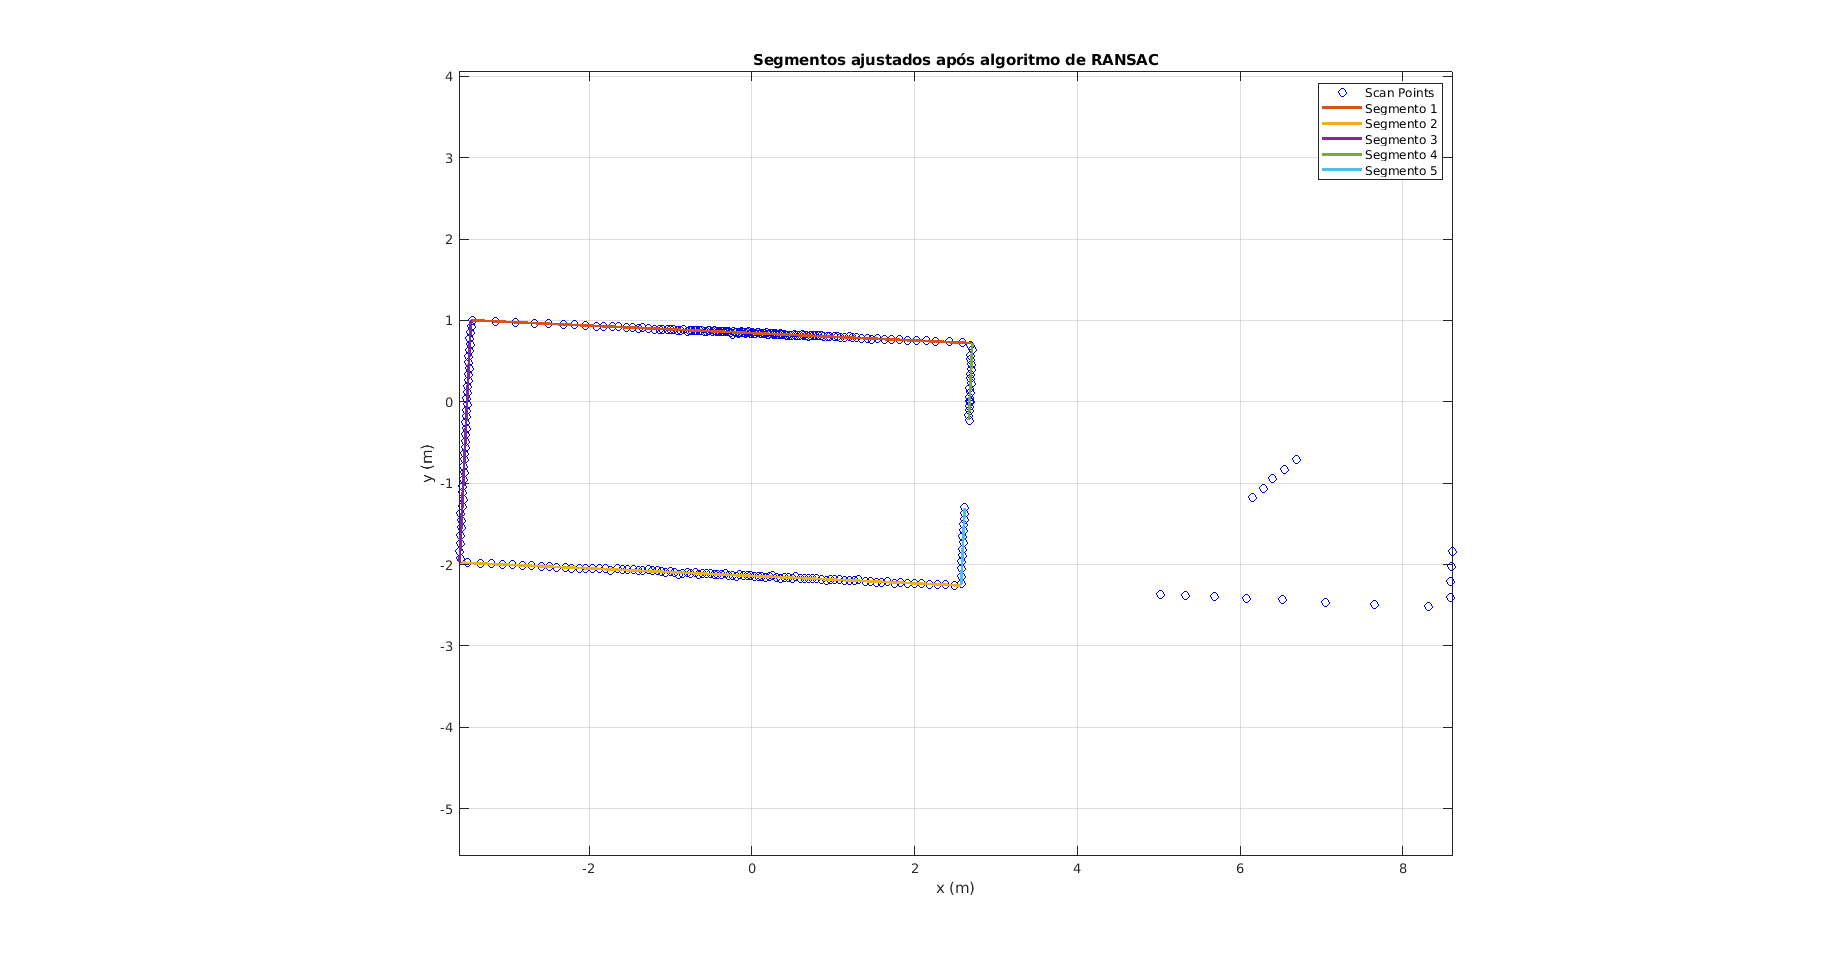 Segmentos ajustados após algoritmo de RANSAC
Scan Points
Segmento 1
Segmento 2
Segmento 3
Segmento 4
Segmento 5
4
3
2
1
0
-1
-2
-3
-4
-5
y (m)
-2
0
2
4
6
8
x (m)